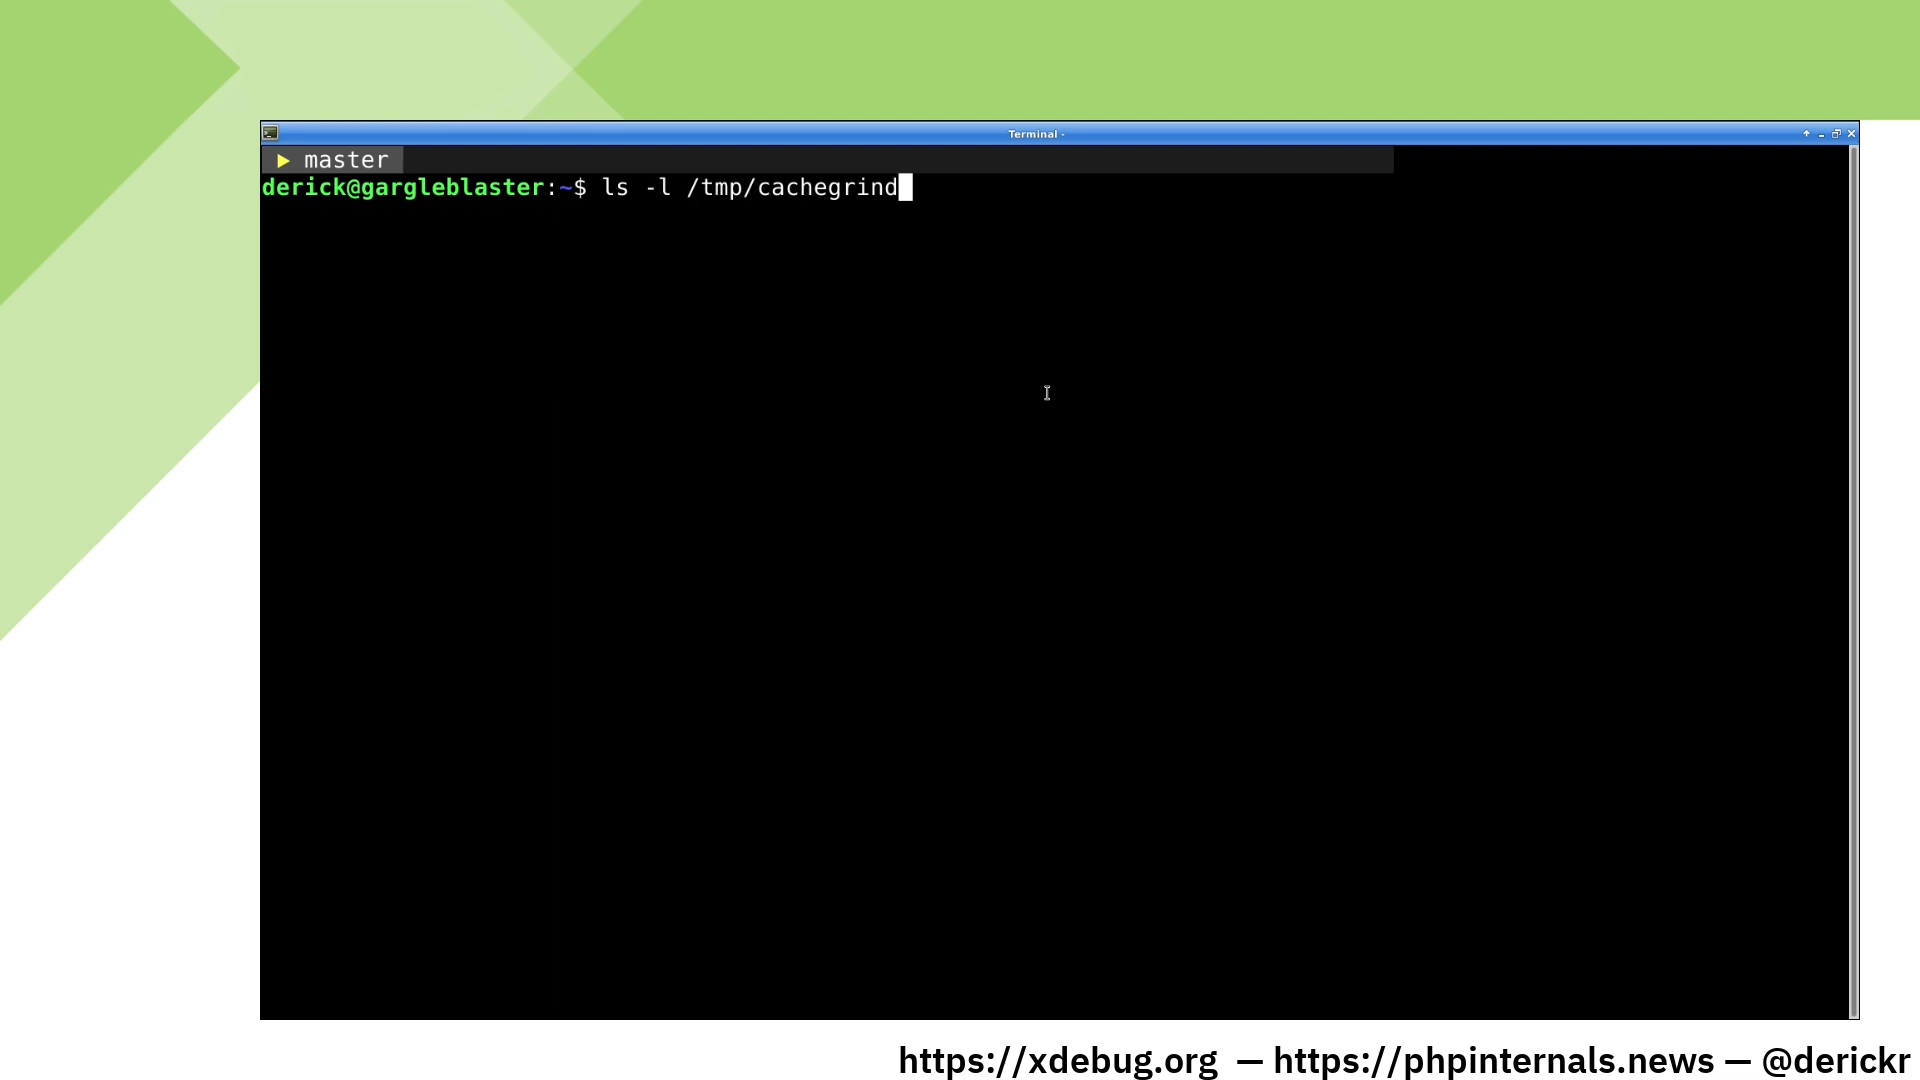 Terminal -
▶ master
derick@gargleblaster:~$ ls -l /tmp/cachegrind
https://xdebug.org — https://phpinternals.news — @derickr